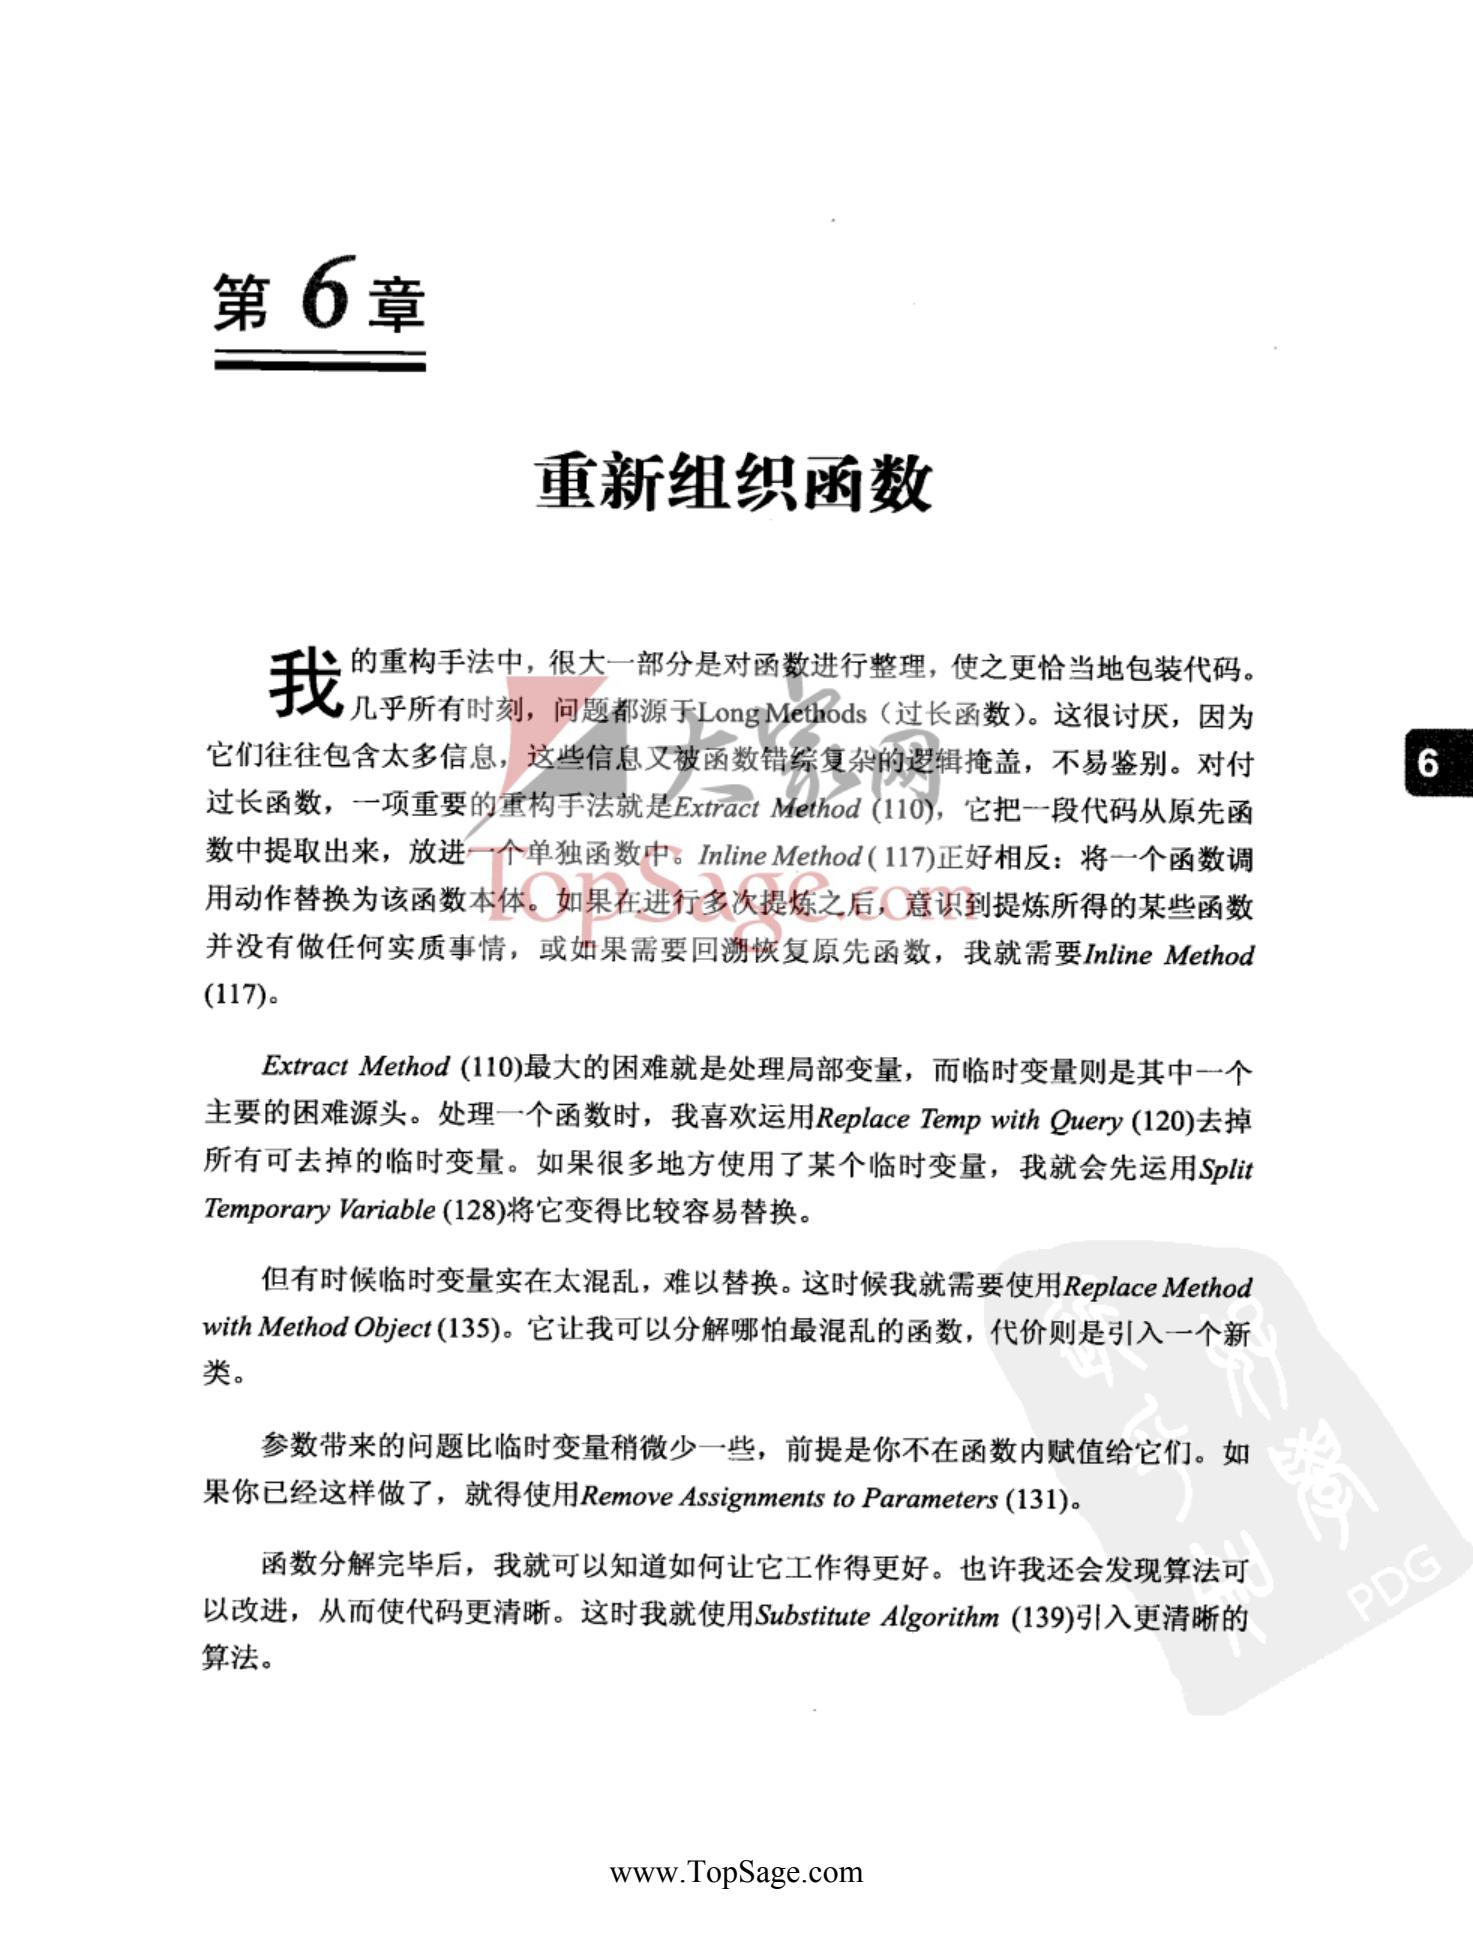 第6章
重新组织函数
我的重构手法中，很大一部分是对函数进行整理，使之更恰当地包装代码。
几乎所有时刻，问题都源于Long Methods（过长函数）。这很讨厌，因为
它们往往包含太多信息，这些信息又被函数错综复杂的逻辑掩盖，不易鉴别。对付
过长函数，一项重要的重构手法就是Extract Method (110)，它把一段代码从原先函
数中提取出来，放进一个单独函数中。Inline Method ( 117)正好相反：将一个函数调
用动作替换为该函数本体。如果在进行多次提炼之后，意识到提炼所得的某些函数
并没有做任何实质事情，或如果需要回溯恢复原先函数，我就需要Inline Method
(117)。
大家网
TopSage.com
6
Extract Method (110)最大的困难就是处理局部变量，而临时变量则是其中一个
主要的困难源头。处理一个函数时，我喜欢运用Replace Temp with Query (120)去掉
所有可去掉的临时变量。如果很多地方使用了某个临时变量，我就会先运用Split
Temporary Variable (128)将它变得比较容易替换。
但有时候临时变量实在太混乱，难以替换。这时候我就需要使用Replace Method
with Method Object (135)。它让我可以分解哪怕最混乱的函数，代价则是引入一个新
类。
参数带来的问题比临时变量稍微少一些，前提是你不在函数内赋值给它们。如
果你已经这样做了，就得使用Remove Assignments to Parameters (131)。
函数分解完毕后，我就可以知道如何让它工作得更好。也许我还会发现算法可
以改进，从而使代码更清晰。这时我就使用Substitute Algorithm (139)引入更清晰的
算法。
PDG
www.TopSage.com